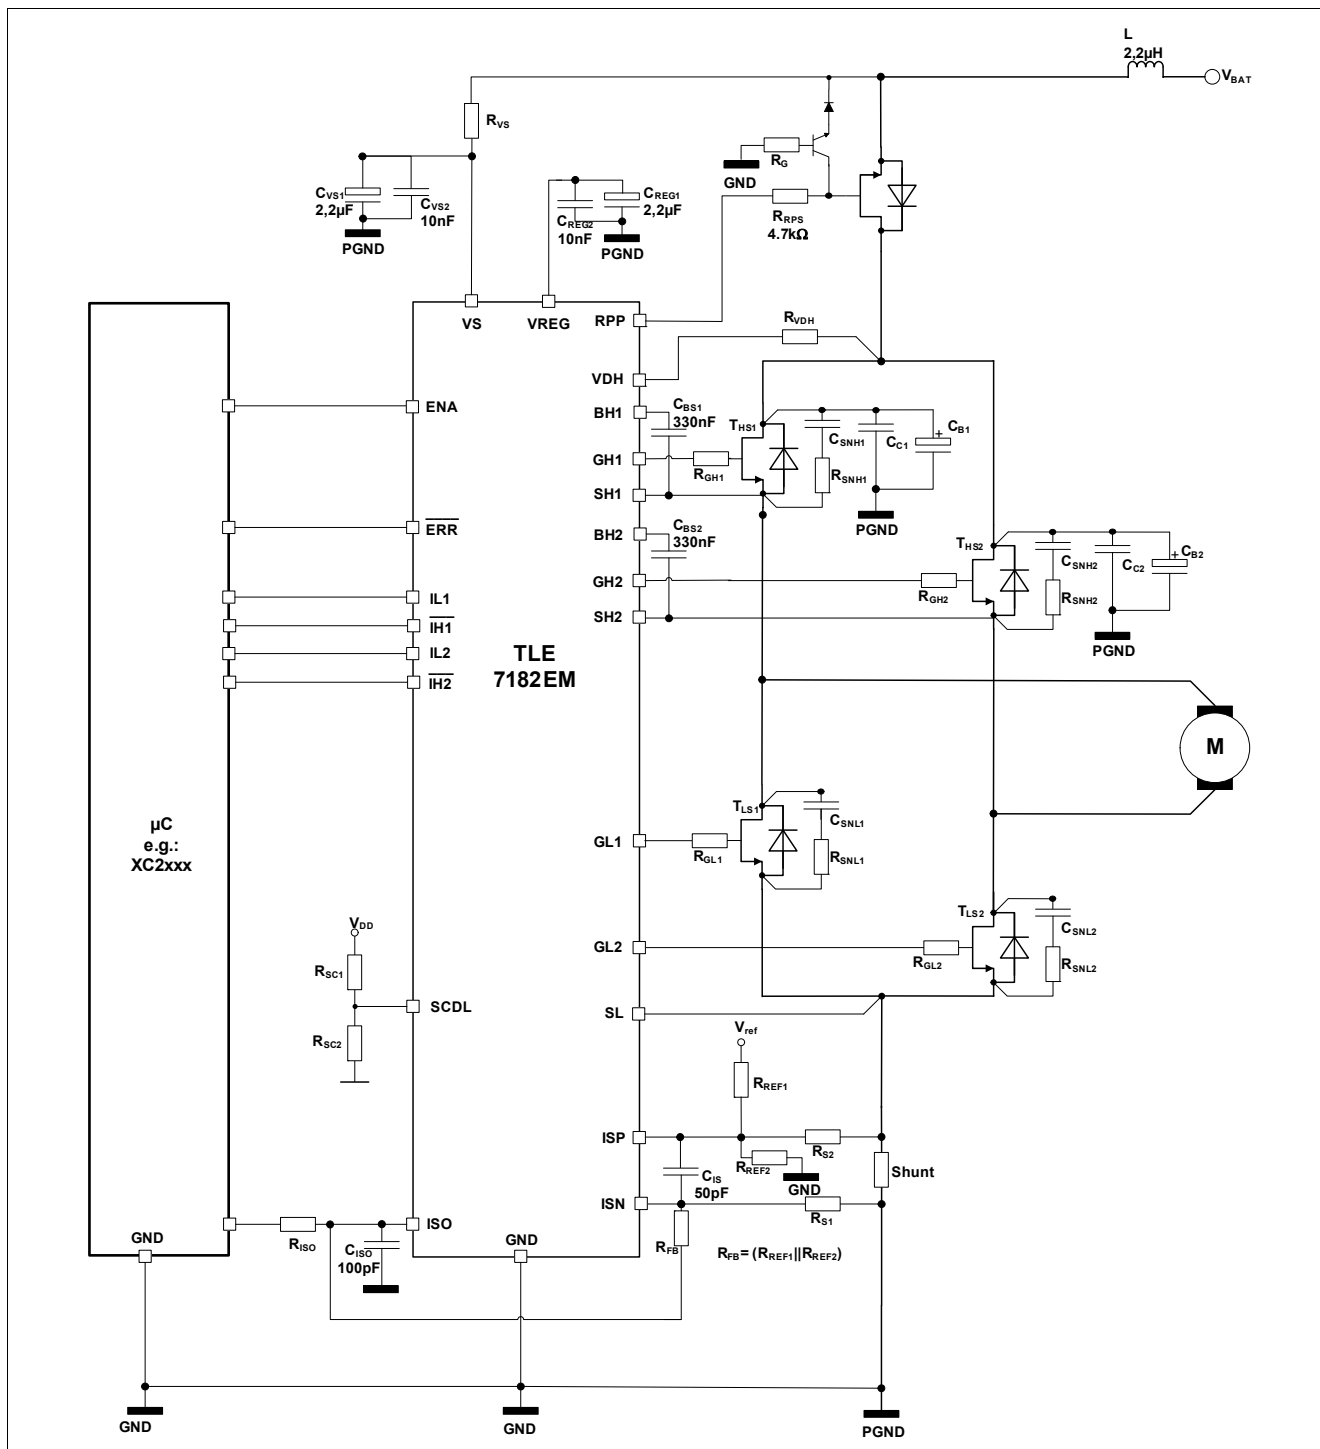 L
2,2µH
V_BAT
R_VS
R_G
GND
C_VS1
2,2µF
C_VS2
10nF
PGND
C_REG1
2,2µF
C_REG2
10nF
PGND
R_RPS
4.7kΩ
VS
VREG
RPP
R_VDH
VDH
ENA
BH1
C_BS1
330nF
T_HS1
C_SNH1
C_C1
C_B1
+
GH1
R_GH1
R_SNH1
SH1
PGND
ERR
BH2
C_BS2
330nF
T_HS2
C_SNH2
C_C2
C_B2
+
GH2
R_GH2
R_SNH2
IL1
IH1
SH2
IL2
IH2
PGND
TLE
7182EM
M
µC
e.g.:
XC2xxx
T_LS1
C_SNL1
GL1
R_GL1
R_SNL1
V_DD
T_LS2
C_SNL2
GL2
R_GL2
R_SNL2
R_SC1
SCDL
SL
R_SC2
V_ref
R_REF1
ISP
R_S2
R_REF2
GND
Shunt
C_IS
50pF
ISN
R_S1
ISO
GND
R_ISO
C_ISO
100pF
GND
R_FB
R_FB= (R_REF1||R_REF2)
GND
GND
PGND